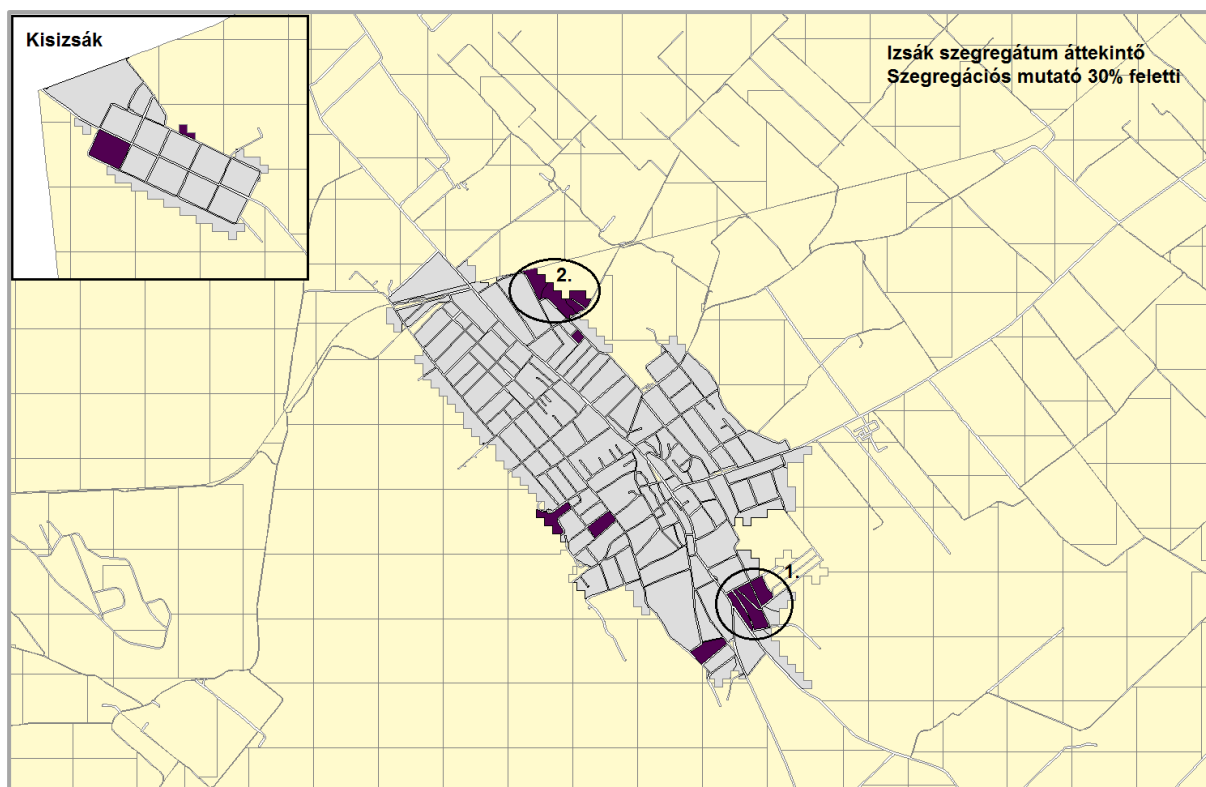 Kisizsák
Izsák szegregátum áttekintő
Szegregációs mutató 30% feletti
2.
1.